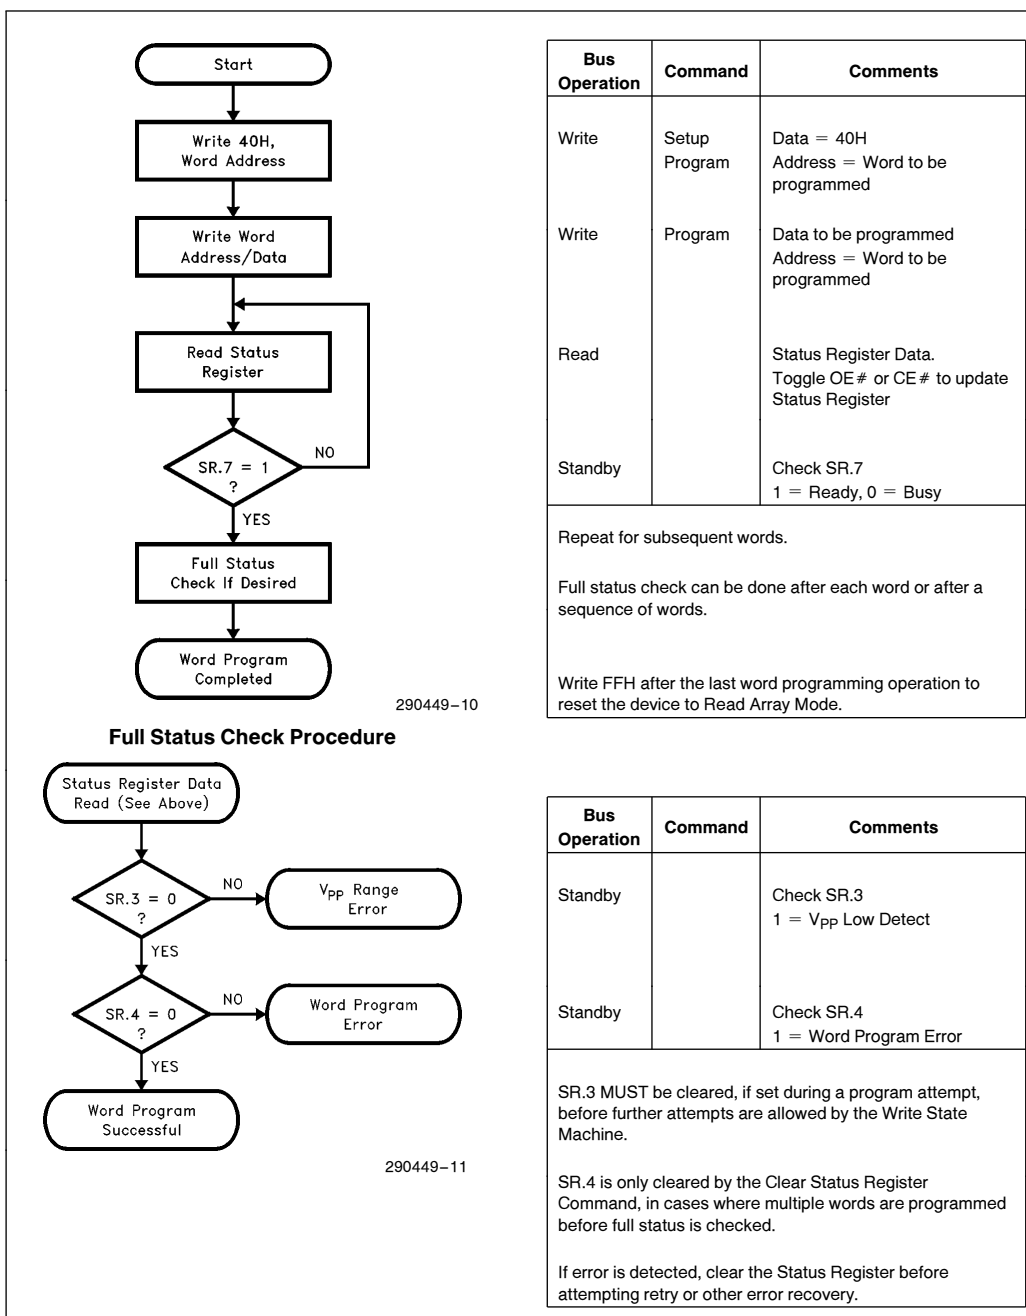 Start
Write 40H,
Word Address
Write Word
Address/Data
Read Status
Register
SR.7 = 1
?
NO
YES
Full Status
Check If Desired
Word Program
Completed
290449–10
Bus
Operation
Command
Comments
Write
Setup
Program
Data = 40H
Address = Word to be
programmed
Write
Program
Data to be programmed
Address = Word to be
programmed
Read
Status Register Data.
Toggle OE# or CE# to update
Status Register
Standby
Check SR.7
1 = Ready, 0 = Busy
Repeat for subsequent words.
Full status check can be done after each word or after a
sequence of words.
Write FFH after the last word programming operation to
reset the device to Read Array Mode.
Full Status Check Procedure
Status Register Data
Read (See Above)
SR.3 = 0
?
NO
VPP Range
Error
YES
SR.4 = 0
?
NO
Word Program
Error
YES
Word Program
Successful
290449–11
Bus
Operation
Command
Comments
Standby
Check SR.3
1 = VPP Low Detect
Standby
Check SR.4
1 = Word Program Error
SR.3 MUST be cleared, if set during a program attempt,
before further attempts are allowed by the Write State
Machine.
SR.4 is only cleared by the Clear Status Register
Command, in cases where multiple words are programmed
before full status is checked.
If error is detected, clear the Status Register before
attempting retry or other error recovery.